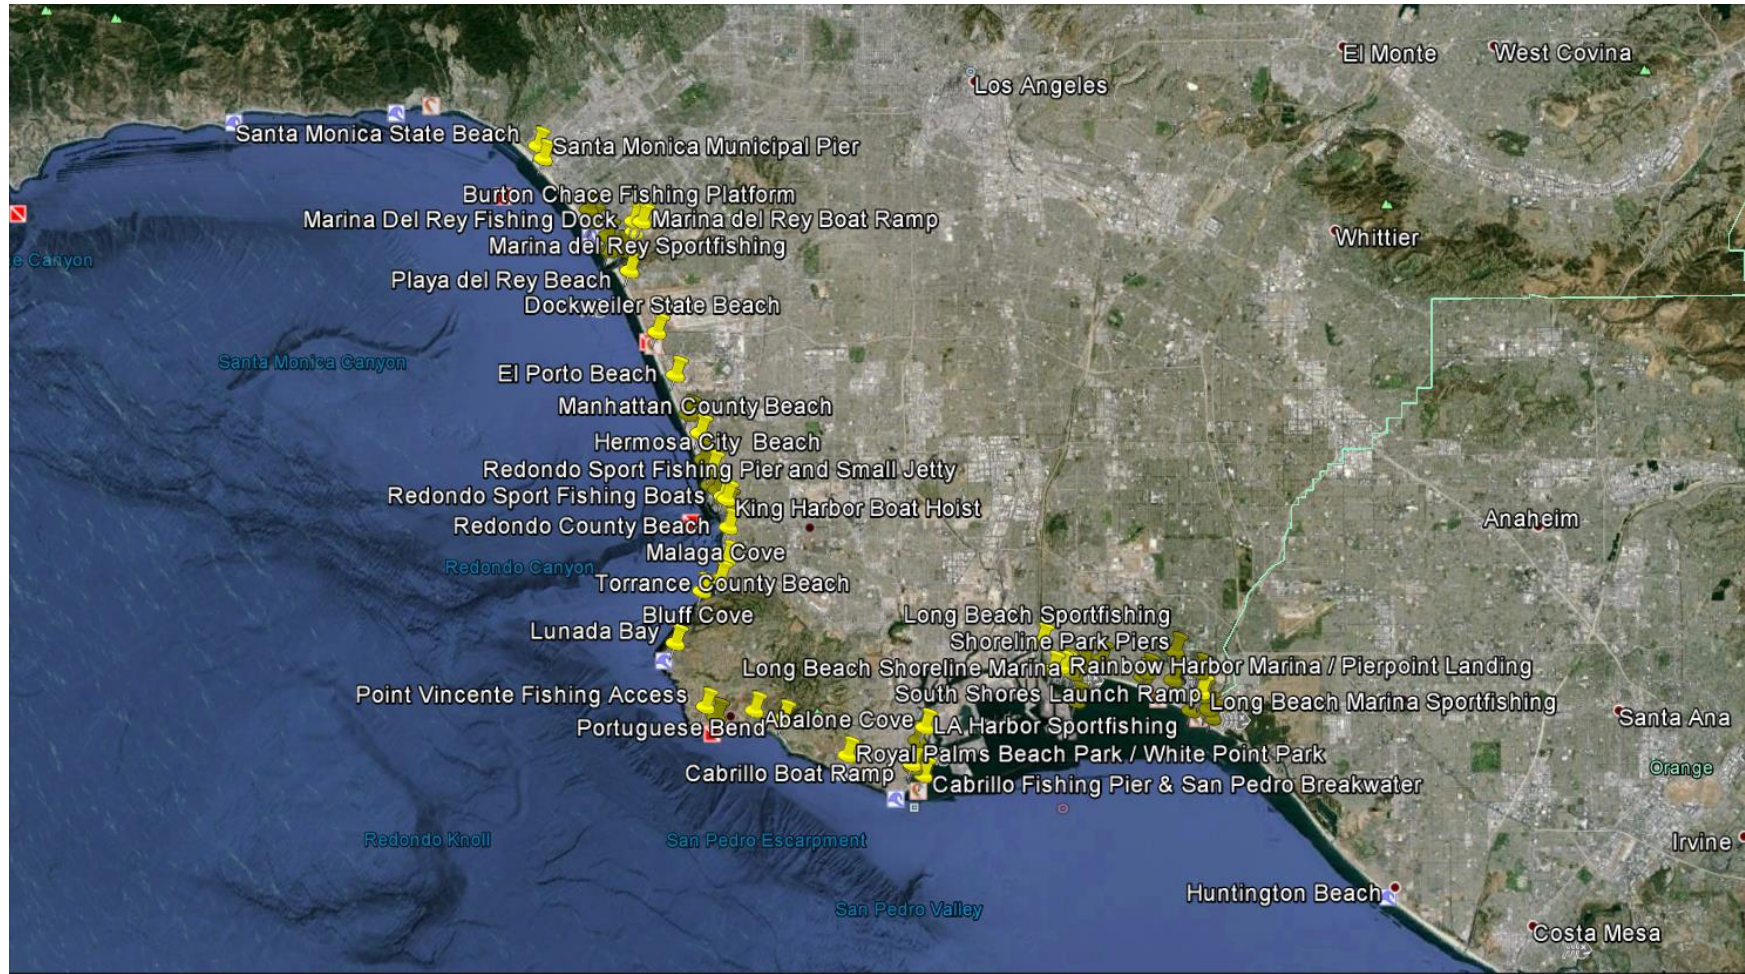 El Monte
West Covina
Los Angeles
Santa Monica State Beach
Santa Monica Municipal Pier
Burton Chace Fishing Platform
Marina Del Rey Fishing Dock
Marina del Rey Boat Ramp
Whittier
Marina del Rey Sportfishing
e Canyon
Playa del Rey Beach
Dockweiler State Beach
Santa Monica Canyon
El Porto Beach
Manhattan County Beach
Hermosa City Beach
Redondo Sport Fishing Pier and Small Jetty
Redondo Sport Fishing Boats
King Harbor Boat Hoist
Anaheim
Redondo County Beach
Malaga Cove
Redondo Canyon
Torrance County Beach
Bluff Cove
Long Beach Sportfishing
Lunada Bay
Shoreline Park Piers
Long Beach Shoreline Marina
Rainbow Harbor Marina / Pierpoint Landing
Point Vincente Fishing Access
South Shores Launch Ramp
Long Beach Marina Sportfishing
Abalone Cove
Santa Ana
Portuguese Bend
LA Harbor Sportfishing
Royal Palms Beach Park / White Point Park
Orange
Cabrillo Boat Ramp
Cabrillo Fishing Pier & San Pedro Breakwater
Redondo Knoll
San Pedro Escarpment
Irvine
Huntington Beach
San Pedro Valley
Costa Mesa